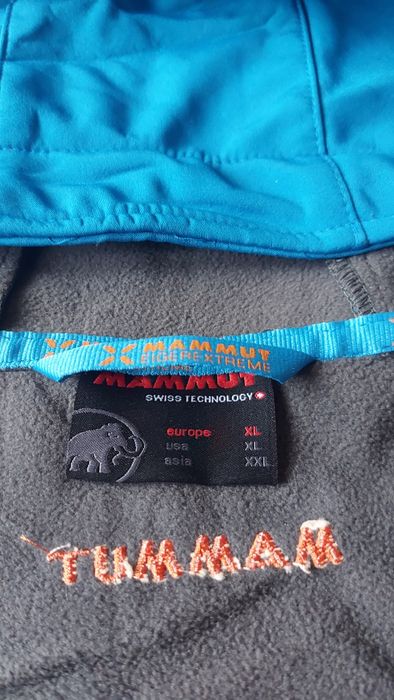 MAMMUT
EIGER EXTREME
MAMMUT
SWISS TECHNOLOGY
europe XL
usa XL
asia XXL
TUMMAM